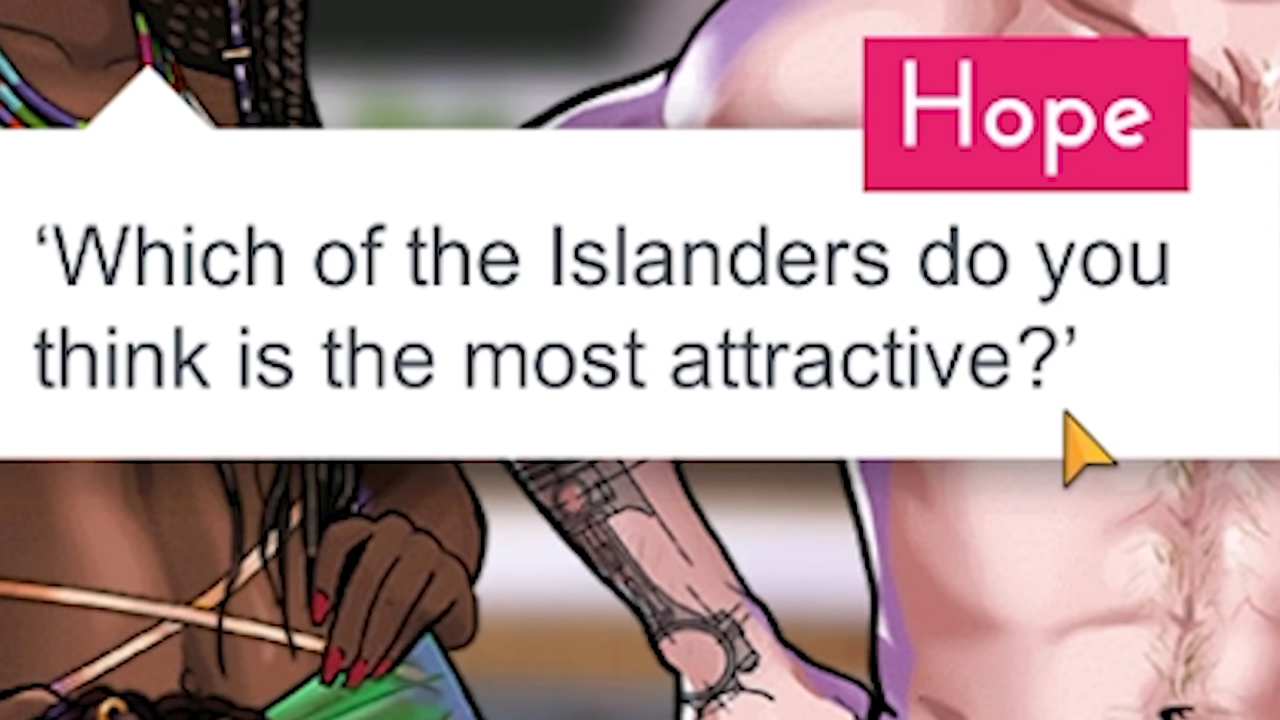 Hope
‘Which of the Islanders do you
think is the most attractive?’